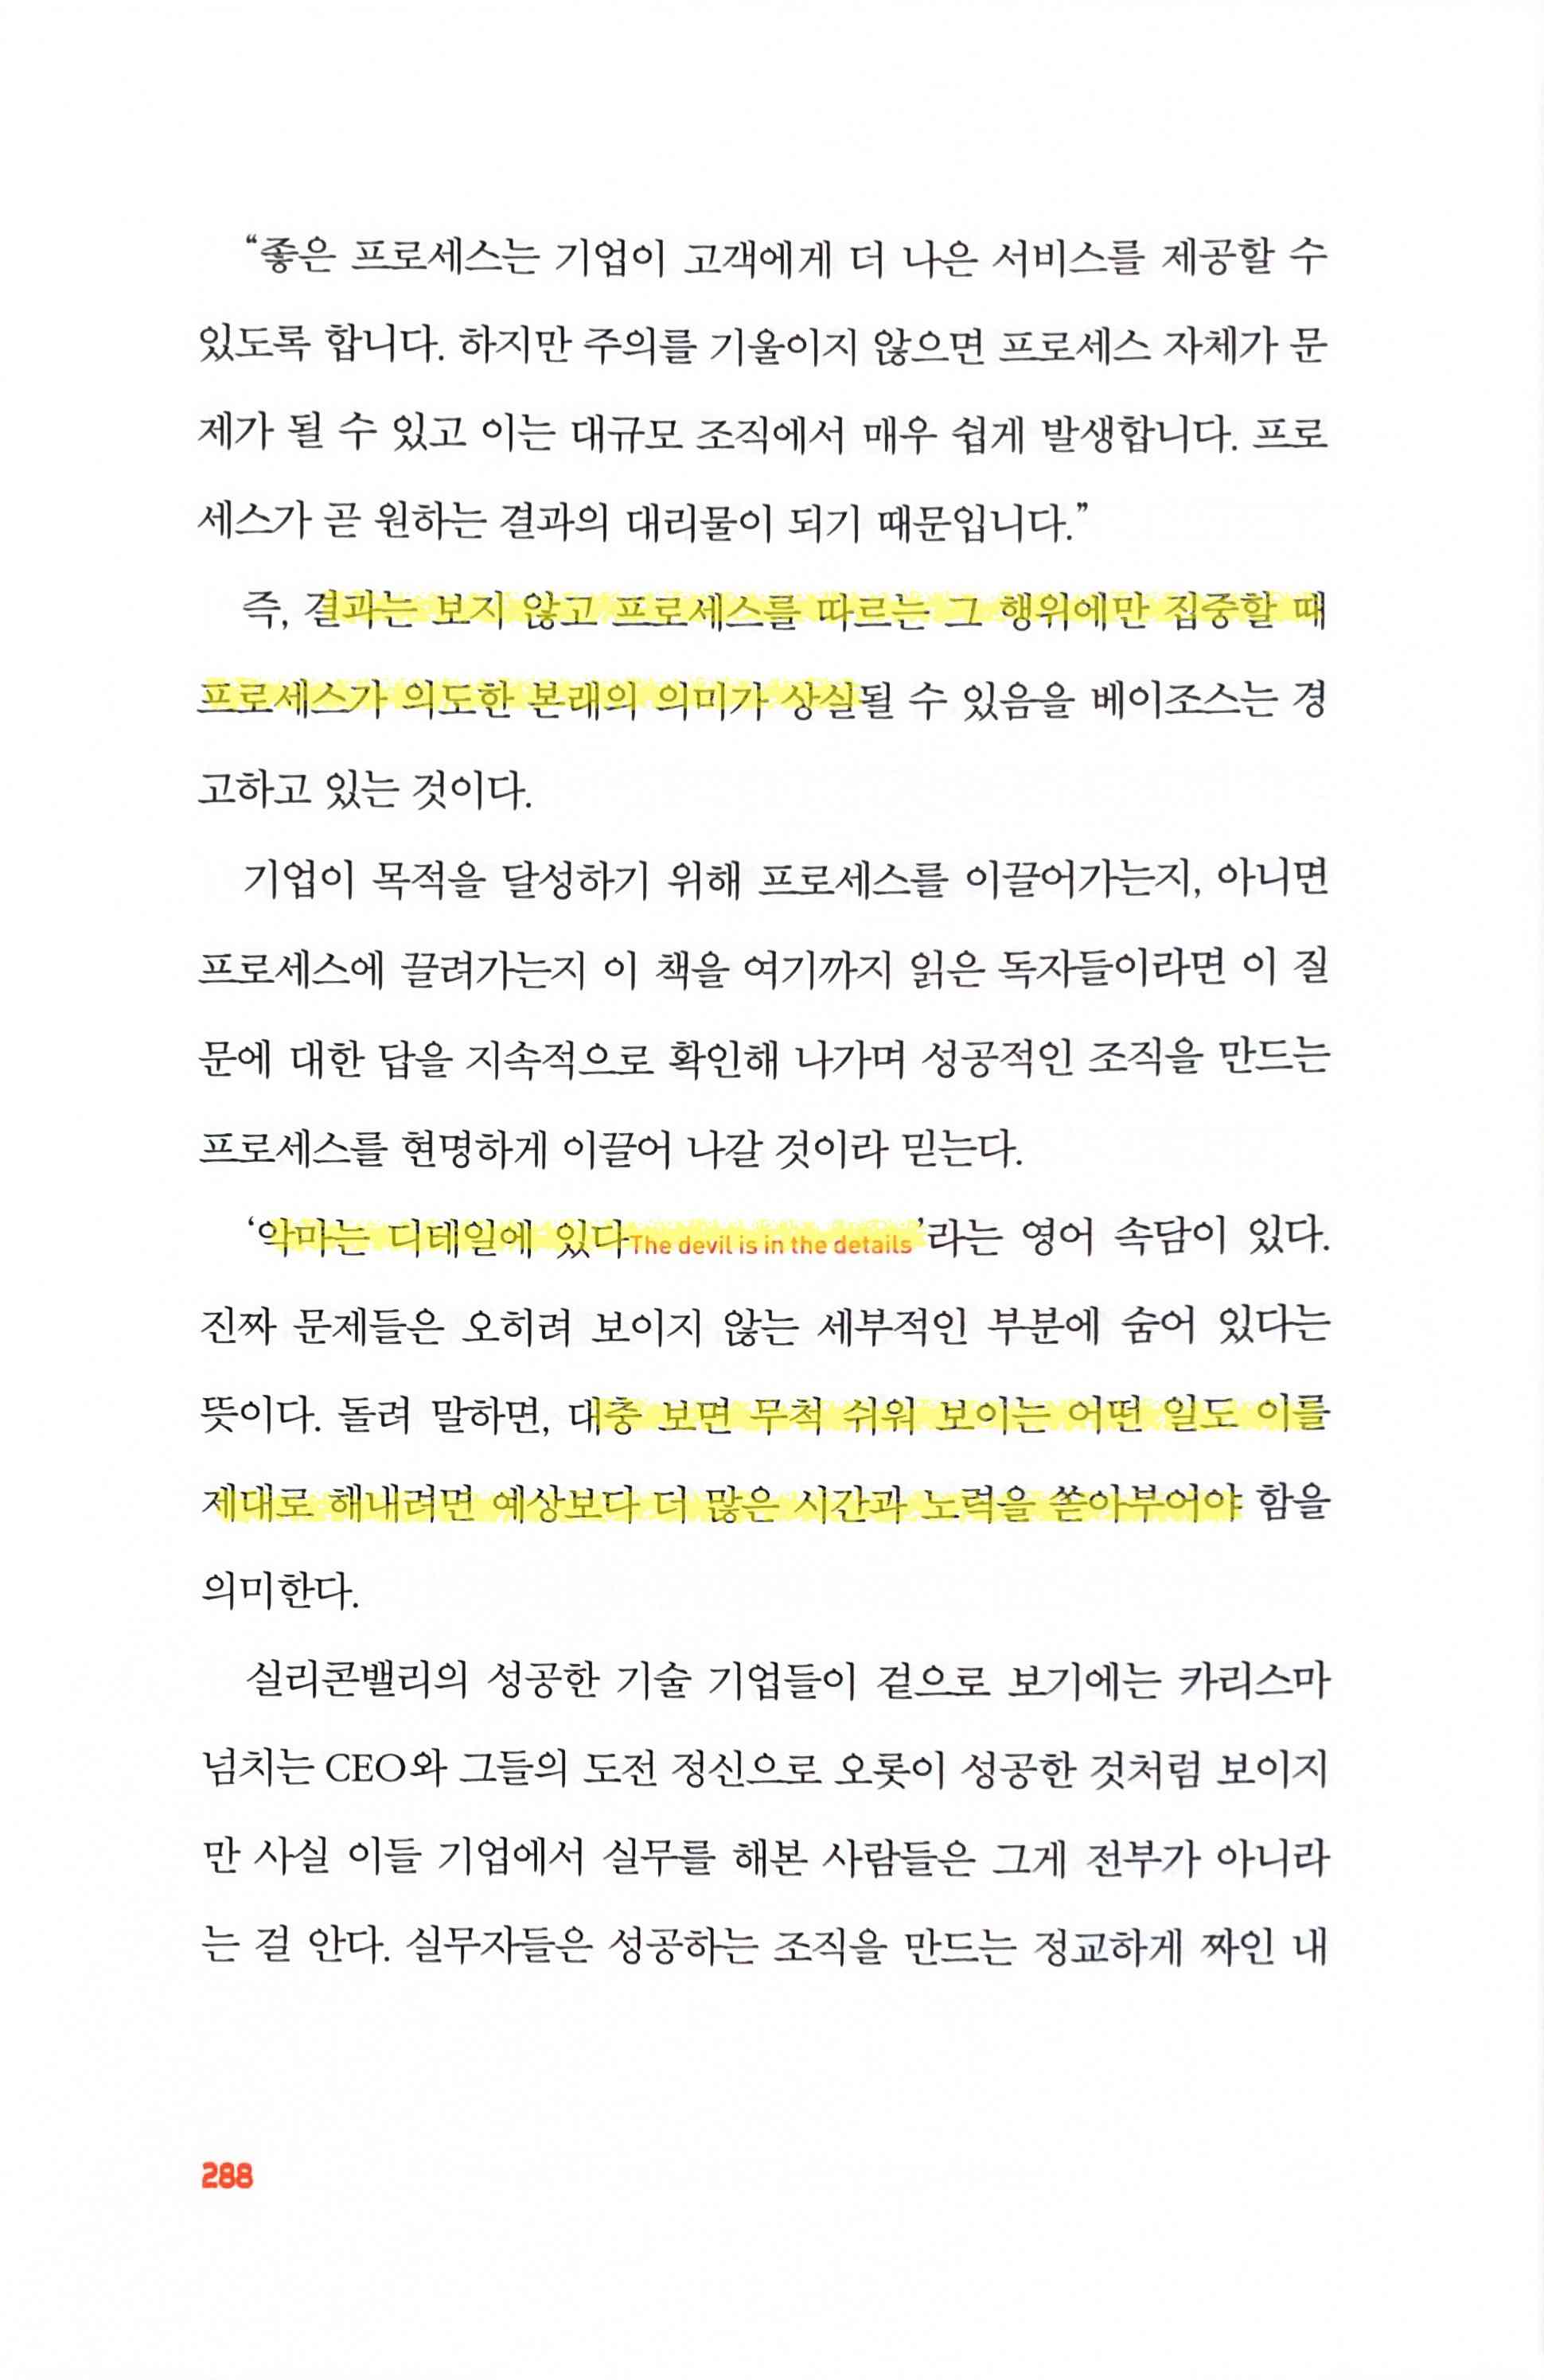 “좋은 프로세스는 기업이 고객에게 더 나은 서비스를 제공할 수
있도록 합니다. 하지만 주의를 기울이지 않으면 프로세스 자체가 문
제가 될 수 있고 이는 대규모 조직에서 매우 쉽게 발생합니다. 프로
세스가 곧 원하는 결과의 대리물이 되기 때문입니다.”
즉, 결과는 보지 않고 프로세스를 따르는 그 행위에만 집중할 때
프로세스가 의도한 본래의 의미가 상실될 수 있음을 베이조스는 경
고하고 있는 것이다.
기업이 목적을 달성하기 위해 프로세스를 이끌어가는지, 아니면
프로세스에 끌려가는지 이 책을 여기까지 읽은 독자들이라면 이 질
문에 대한 답을 지속적으로 확인해 나가며 성공적인 조직을 만드는
프로세스를 현명하게 이끌어 나갈 것이라 믿는다.
‘악마는 디테일에 있다The devil is in the details’라는 영어 속담이 있다.
진짜 문제들은 오히려 보이지 않는 세부적인 부분에 숨어 있다는
뜻이다. 돌려 말하면, 대충 보면 무척 쉬워 보이는 어떤 일도 이를
제대로 해내려면 예상보다 더 많은 시간과 노력을 쏟아부어야 함을
의미한다.
실리콘밸리의 성공한 기술 기업들이 겉으로 보기에는 카리스마
넘치는 CEO와 그들의 도전 정신으로 오롯이 성공한 것처럼 보이지
만 사실 이들 기업에서 실무를 해본 사람들은 그게 전부가 아니라
는 걸 안다. 실무자들은 성공하는 조직을 만드는 정교하게 짜인 내
288